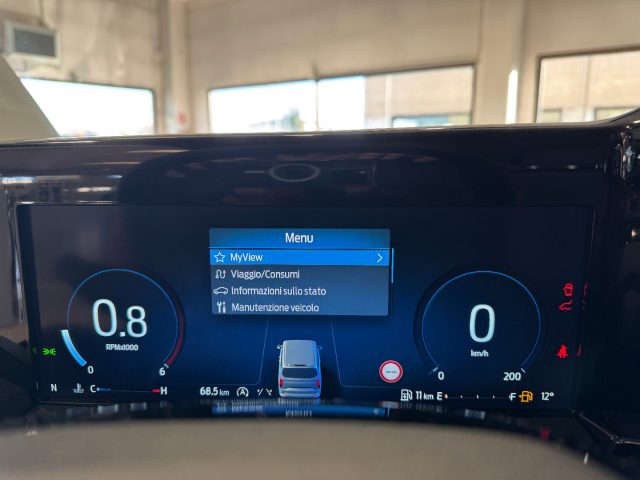 Menu
MyView
Viaggio/Consumi
Informazioni sullo stato
Manutenzione veicolo
0.8
RPMx1000
0 6
0
km/h
0 200
N C H
68.5 km
11 km E F 12°